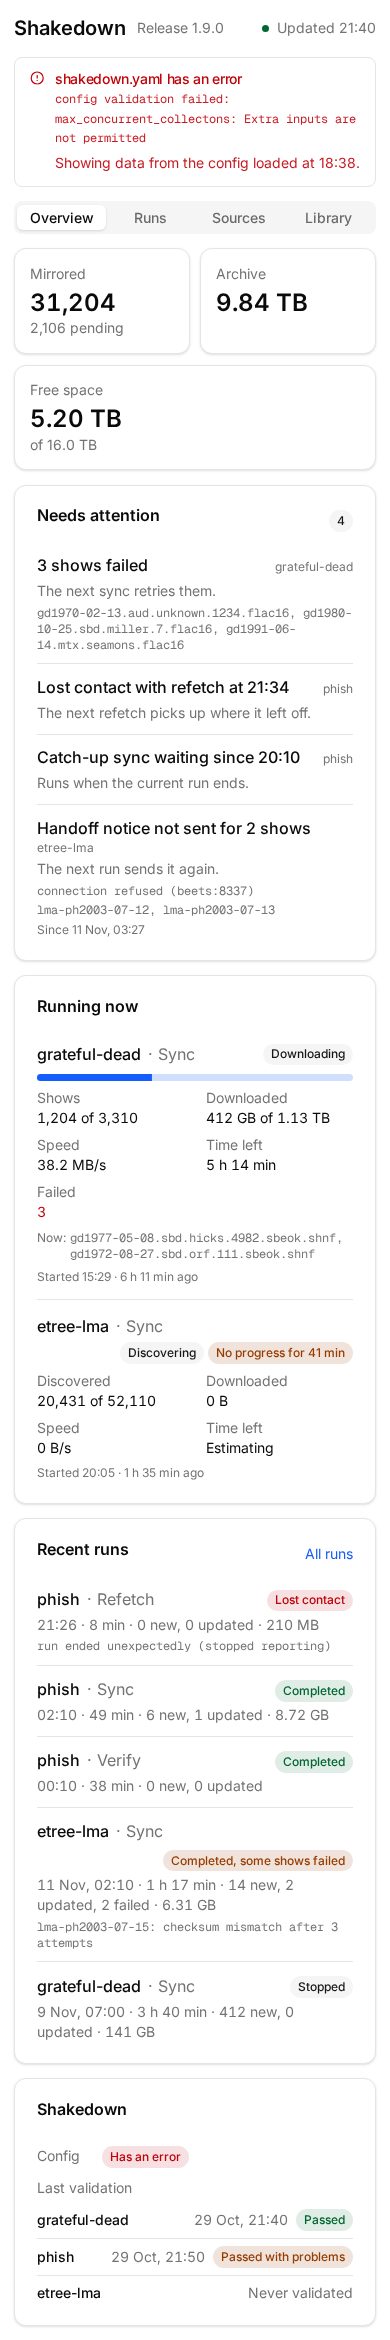 Shakedown Release 1.9.0 Updated 21:40
shakedown.yaml has an error
config validation failed:
max_concurrent_collectons: Extra inputs are
not permitted
Showing data from the config loaded at 18:38.
Overview Runs Sources Library
Mirrored
31,204
2,106 pending
Archive
9.84 TB
Free space
5.20 TB
of 16.0 TB
Needs attention 4
3 shows failed grateful-dead
The next sync retries them.
gd1970-02-13.aud.unknown.1234.flac16, gd1980-
10-25.sbd.miller.7.flac16, gd1991-06-
14.mtx.seamons.flac16
Lost contact with refetch at 21:34 phish
The next refetch picks up where it left off.
Catch-up sync waiting since 20:10 phish
Runs when the current run ends.
Handoff notice not sent for 2 shows
etree-lma
The next run sends it again.
connection refused (beets:8337)
lma-ph2003-07-12, lma-ph2003-07-13
Since 11 Nov, 03:27
Running now
grateful-dead · Sync Downloading
Shows Downloaded
1,204 of 3,310 412 GB of 1.13 TB
Speed Time left
38.2 MB/s 5 h 14 min
Failed
3
Now: gd1977-05-08.sbd.hicks.4982.sbeok.shnf,
gd1972-08-27.sbd.orf.111.sbeok.shnf
Started 15:29 · 6 h 11 min ago
etree-lma · Sync
Discovering No progress for 41 min
Discovered Downloaded
20,431 of 52,110 0 B
Speed Time left
0 B/s Estimating
Started 20:05 · 1 h 35 min ago
Recent runs All runs
phish · Refetch Lost contact
21:26 · 8 min · 0 new, 0 updated · 210 MB
run ended unexpectedly (stopped reporting)
phish · Sync Completed
02:10 · 49 min · 6 new, 1 updated · 8.72 GB
phish · Verify Completed
00:10 · 38 min · 0 new, 0 updated
etree-lma · Sync
Completed, some shows failed
11 Nov, 02:10 · 1 h 17 min · 14 new, 2
updated, 2 failed · 6.31 GB
lma-ph2003-07-15: checksum mismatch after 3
attempts
grateful-dead · Sync Stopped
9 Nov, 07:00 · 3 h 40 min · 412 new, 0
updated · 141 GB
Shakedown
Config Has an error
Last validation
grateful-dead 29 Oct, 21:40 Passed
phish 29 Oct, 21:50 Passed with problems
etree-lma Never validated